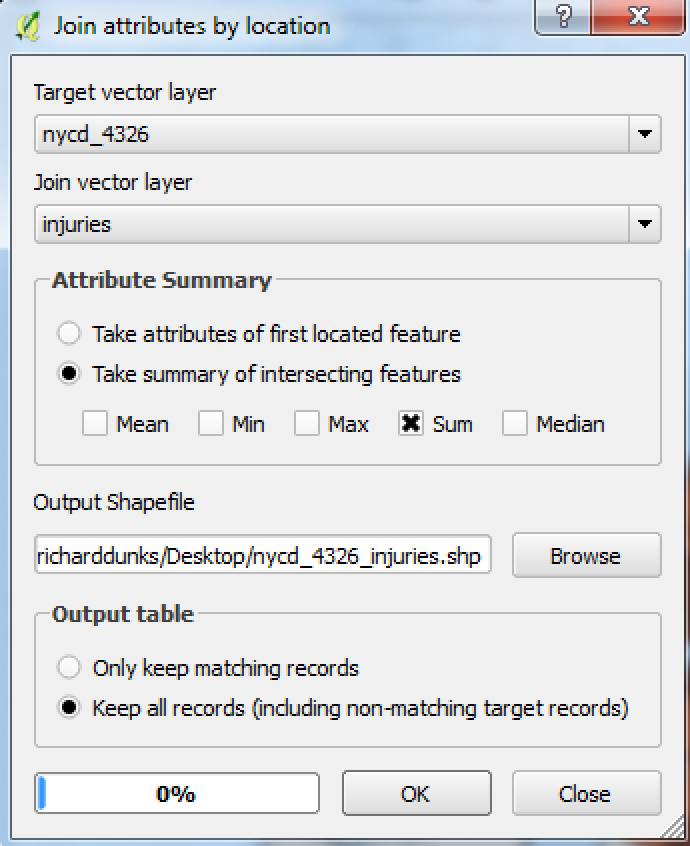 Join attributes by location
?
Target vector layer
nycd_4326
Join vector layer
injuries
Attribute Summary
Take attributes of first located feature
Take summary of intersecting features
Mean Min Max Sum Median
Output Shapefile
richarddunks/Desktop/nycd_4326_injuries.shp Browse
Output table
Only keep matching records
Keep all records (including non-matching target records)
0% OK Close